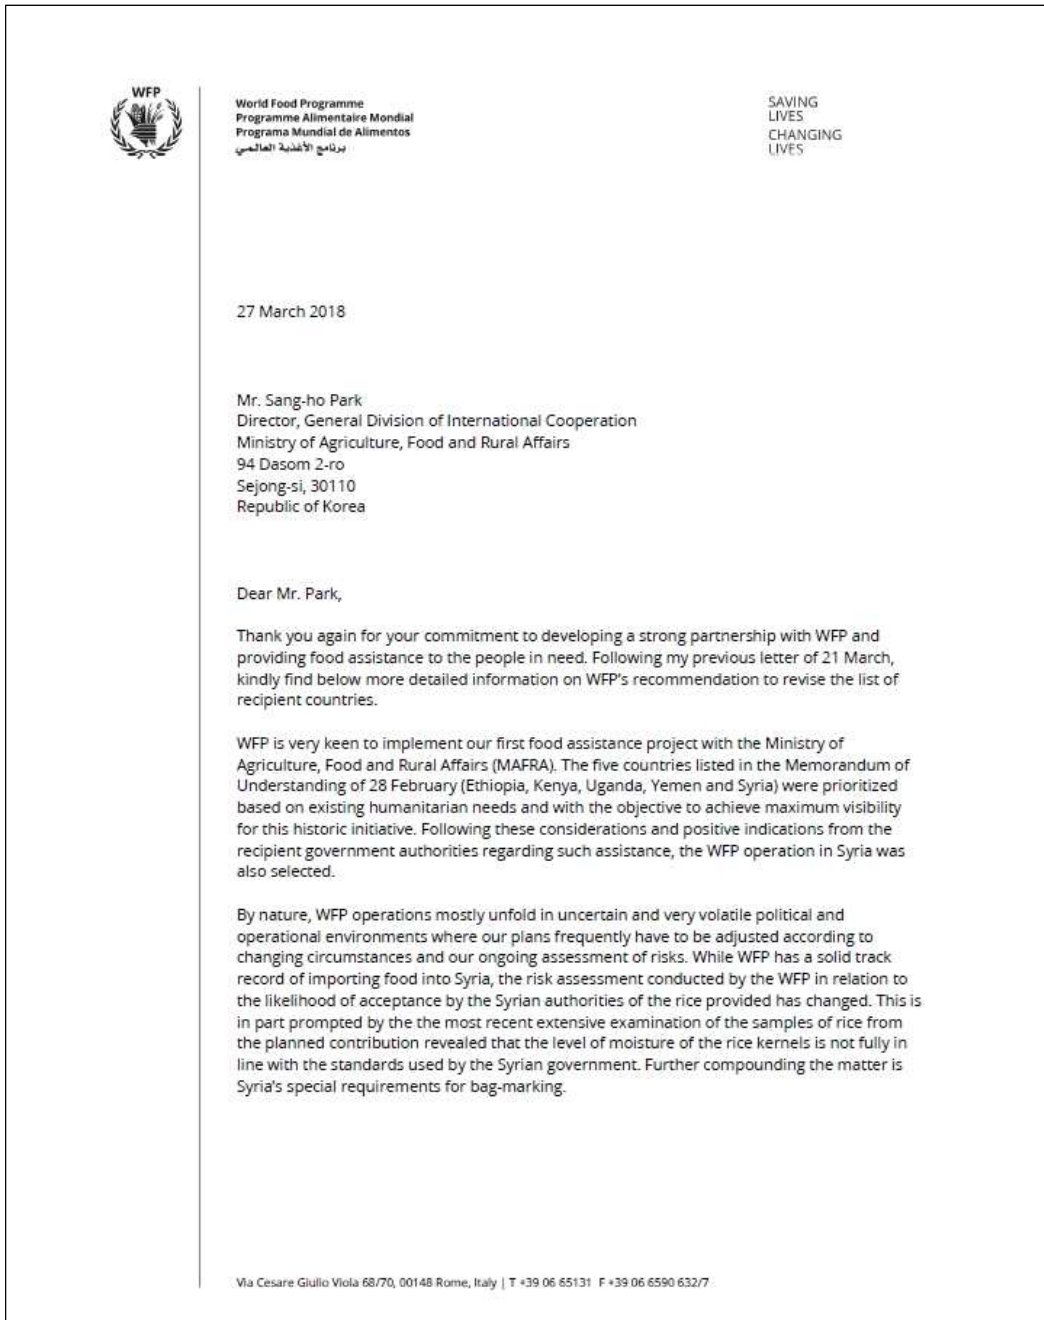 WFP
World Food Programme
Programme Alimentaire Mondial
Programa Mundial de Alimentos
برنامج الأغذية العالمي
SAVING
LIVES
CHANGING
LIVES
27 March 2018
Mr. Sang-ho Park
Director, General Division of International Cooperation
Ministry of Agriculture, Food and Rural Affairs
94 Dasom 2-ro
Sejong-si, 30110
Republic of Korea
Dear Mr. Park,
Thank you again for your commitment to developing a strong partnership with WFP and
providing food assistance to the people in need. Following my previous letter of 21 March,
kindly find below more detailed information on WFP's recommendation to revise the list of
recipient countries.
WFP is very keen to implement our first food assistance project with the Ministry of
Agriculture, Food and Rural Affairs (MAFRA). The five countries listed in the Memorandum of
Understanding of 28 February (Ethiopia, Kenya, Uganda, Yemen and Syria) were prioritized
based on existing humanitarian needs and with the objective to achieve maximum visibility
for this historic initiative. Following these considerations and positive indications from the
recipient government authorities regarding such assistance, the WFP operation in Syria was
also selected.
By nature, WFP operations mostly unfold in uncertain and very volatile political and
operational environments where our plans frequently have to be adjusted according to
changing circumstances and our ongoing assessment of risks. While WFP has a solid track
record of importing food into Syria, the risk assessment conducted by the WFP in relation to
the likelihood of acceptance by the Syrian authorities of the rice provided has changed. This is
in part prompted by the the most recent extensive examination of the samples of rice from
the planned contribution revealed that the level of moisture of the rice kernels is not fully in
line with the standards used by the Syrian government. Further compounding the matter is
Syria's special requirements for bag-marking.
Via Cesare Giulio Viola 68/70, 00148 Rome, Italy | T +39 06 65131 F +39 06 6590 632/7